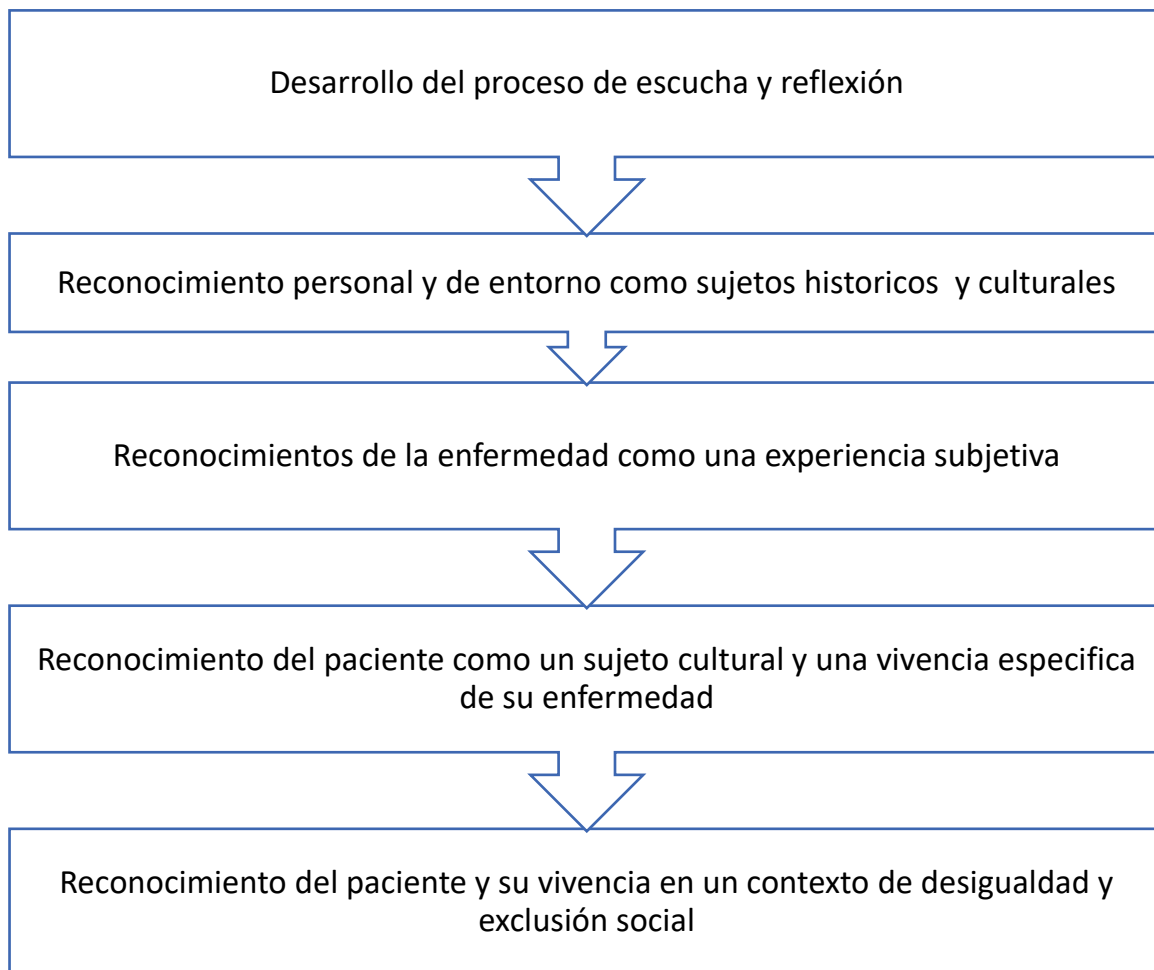 Desarrollo del proceso de escucha y reflexión
Reconocimiento personal y de entorno como sujetos historicos y culturales
Reconocimientos de la enfermedad como una experiencia subjetiva
Reconocimiento del paciente como un sujeto cultural y una vivencia especifica
de su enfermedad
Reconocimiento del paciente y su vivencia en un contexto de desigualdad y
exclusión social